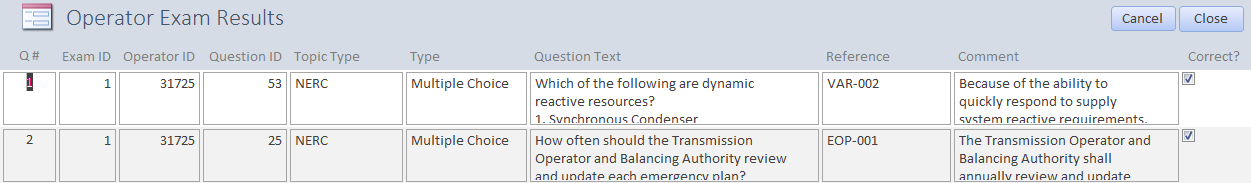 Operator Exam Results
Cancel Close
Q # Exam ID Operator ID Question ID Topic Type Type Question Text Reference Comment Correct?
1 1 31725 53 NERC Multiple Choice Which of the following are dynamic VAR-002 Because of the ability to
reactive resources? quickly respond to supply
1. Synchronous Condenser system reactive requirements,
2 1 31725 25 NERC Multiple Choice How often should the Transmission EOP-001 The Transmission Operator and
Operator and Balancing Authority review Balancing Authority shall
and update each emergency plan? annually review and update